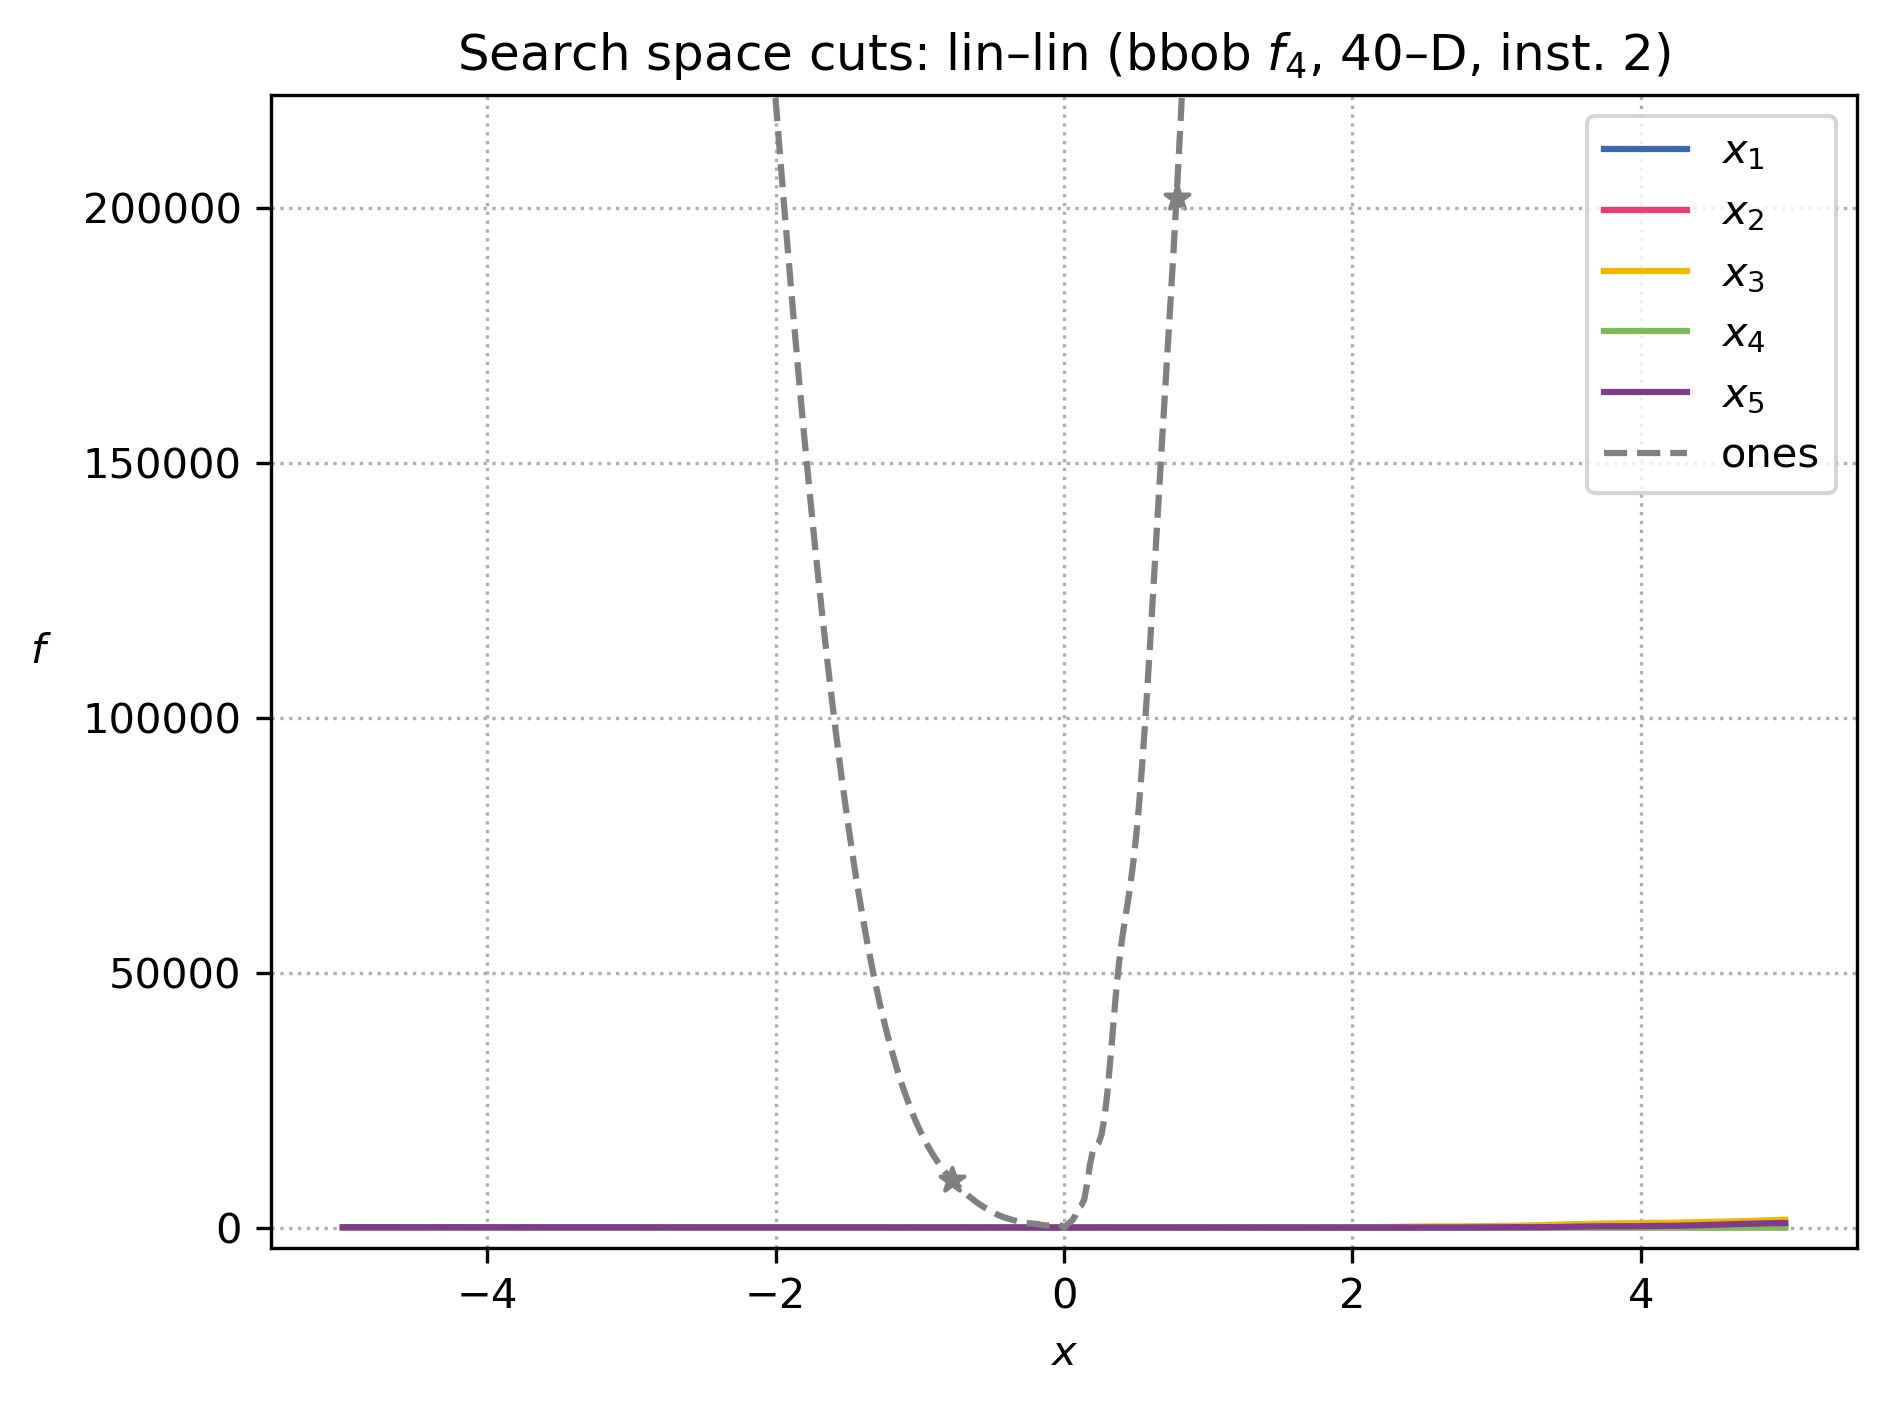 Search space cuts: lin–lin (bbob f₄, 40–D, inst. 2)
x₁
x₂
x₃
x₄
x₅
ones
200000
150000
100000
50000
0
f
−4 −2 0 2 4
x